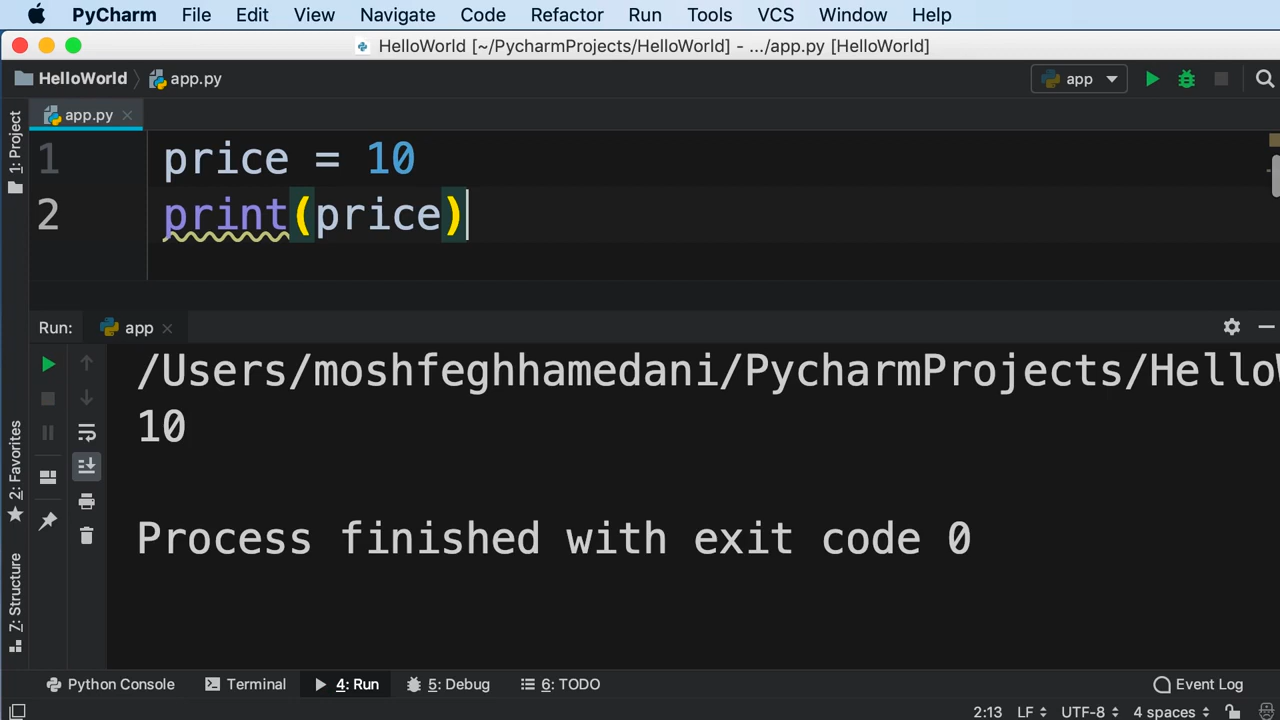 PyCharm File Edit View Navigate Code Refactor Run Tools VCS Window Help
HelloWorld [~/PycharmProjects/HelloWorld] - .../app.py [HelloWorld]
HelloWorld app.py app
app.py
1: Project
1 price = 10
2 print(price)
Run: app
/Users/moshfeghhamedani/PycharmProjects/HelloW
10
Process finished with exit code 0
2: Favorites
7: Structure
Python Console Terminal 4: Run 5: Debug 6: TODO Event Log
2:13 LF UTF-8 4 spaces